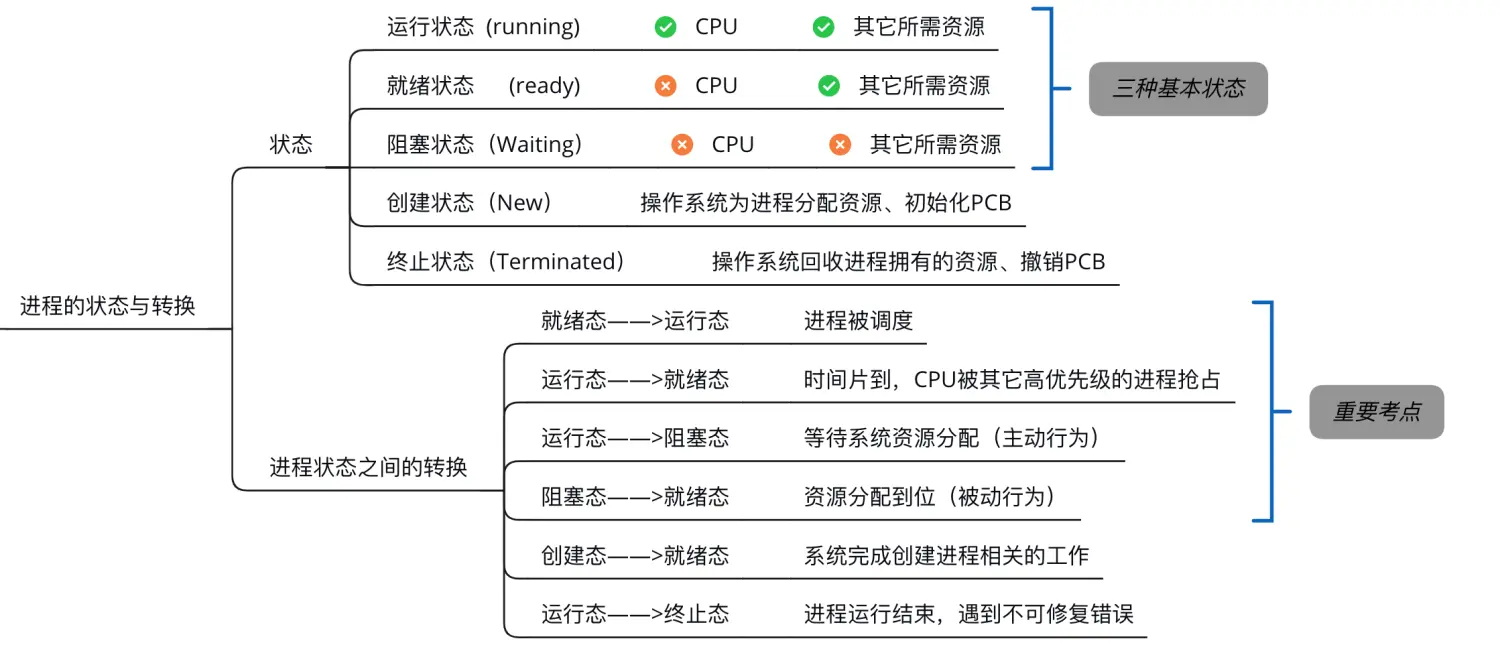 运行状态 (running) CPU 其它所需资源
就绪状态 (ready) CPU 其它所需资源
三种基本状态
阻塞状态（Waiting） CPU 其它所需资源
状态
创建状态（New） 操作系统为进程分配资源、初始化PCB
终止状态（Terminated） 操作系统回收进程拥有的资源、撤销PCB
进程的状态与转换
就绪态——>运行态 进程被调度
运行态——>就绪态 时间片到，CPU被其它高优先级的进程抢占
重要考点
运行态——>阻塞态 等待系统资源分配（主动行为）
进程状态之间的转换
阻塞态——>就绪态 资源分配到位（被动行为）
创建态——>就绪态 系统完成创建进程相关的工作
运行态——>终止态 进程运行结束，遇到不可修复错误